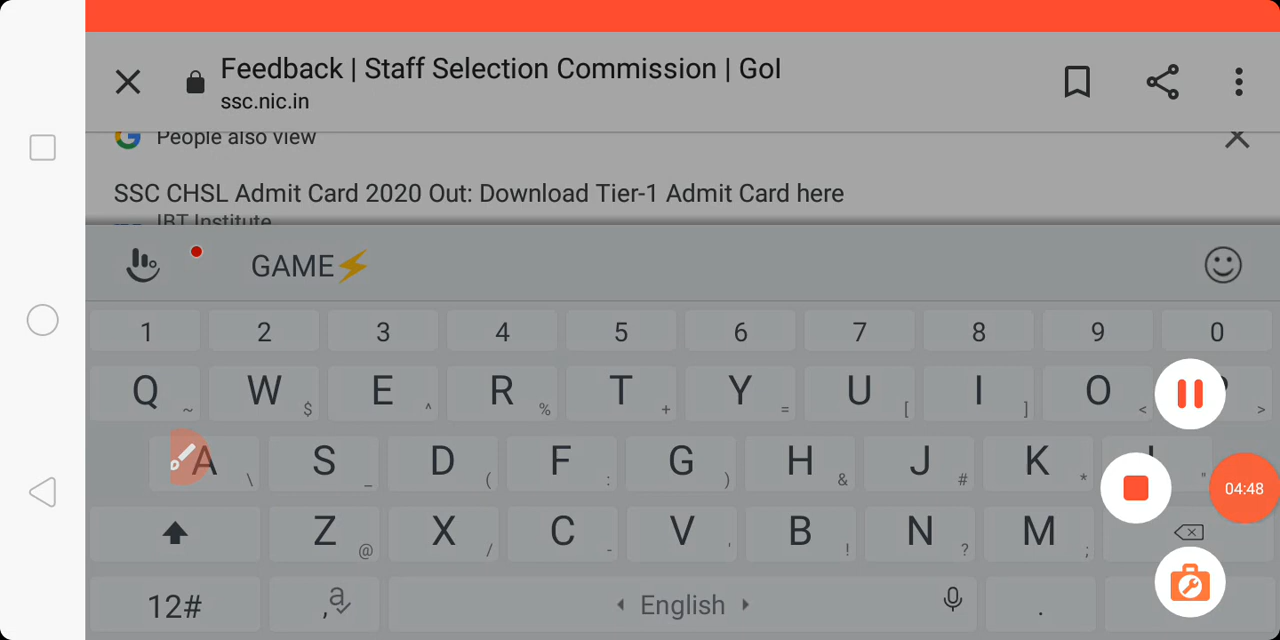 Feedback | Staff Selection Commission | GoI
ssc.nic.in
People also view
SSC CHSL Admit Card 2020 Out: Download Tier-1 Admit Card here
IBT Institute
GAME⚡
1 2 3 4 5 6 7 8 9 0
Q ~ W $ E ^ R % T + Y = U [ I ] O < >
A \ S _ D ( F : G ) H & J # K * "
Z @ X / C - V ' B ! N ? M ;
04:48
12# , English .